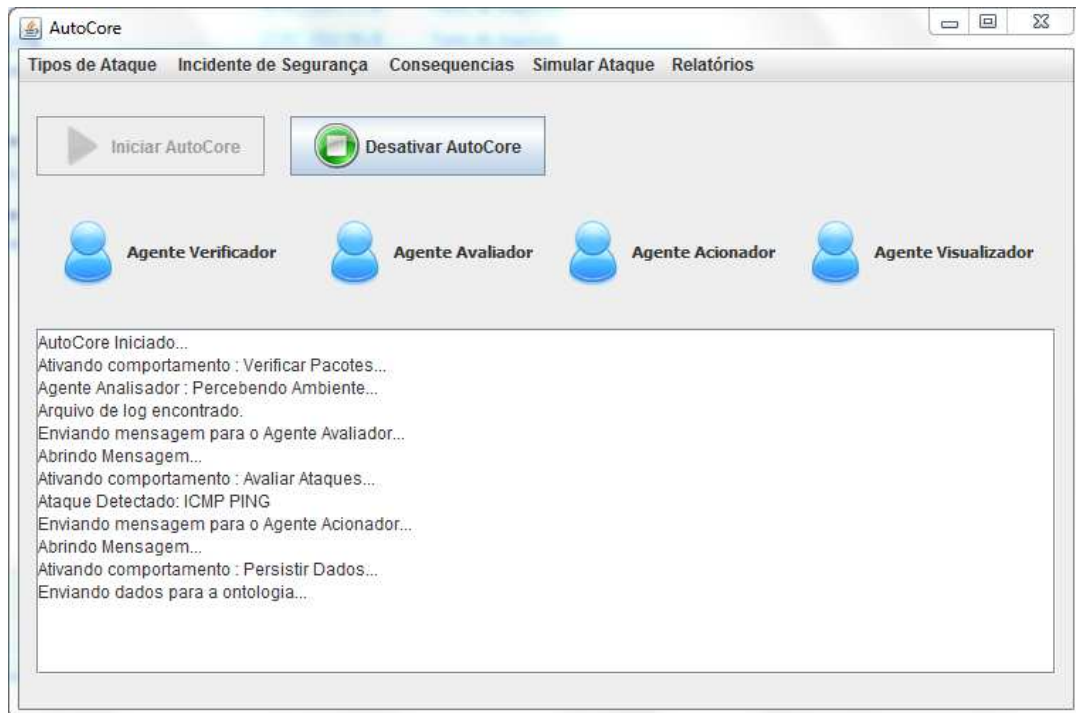 AutoCore
Tipos de Ataque Incidente de Segurança Consequencias Simular Ataque Relatórios
Iniciar AutoCore Desativar AutoCore
Agente Verificador Agente Avaliador Agente Acionador Agente Visualizador
AutoCore Iniciado...
Ativando comportamento : Verificar Pacotes...
Agente Analisador : Percebendo Ambiente...
Arquivo de log encontrado.
Enviando mensagem para o Agente Avaliador...
Abrindo Mensagem...
Ativando comportamento : Avaliar Ataques...
Ataque Detectado: ICMP PING
Enviando mensagem para o Agente Acionador...
Abrindo Mensagem...
Ativando comportamento : Persistir Dados...
Enviando dados para a ontologia...